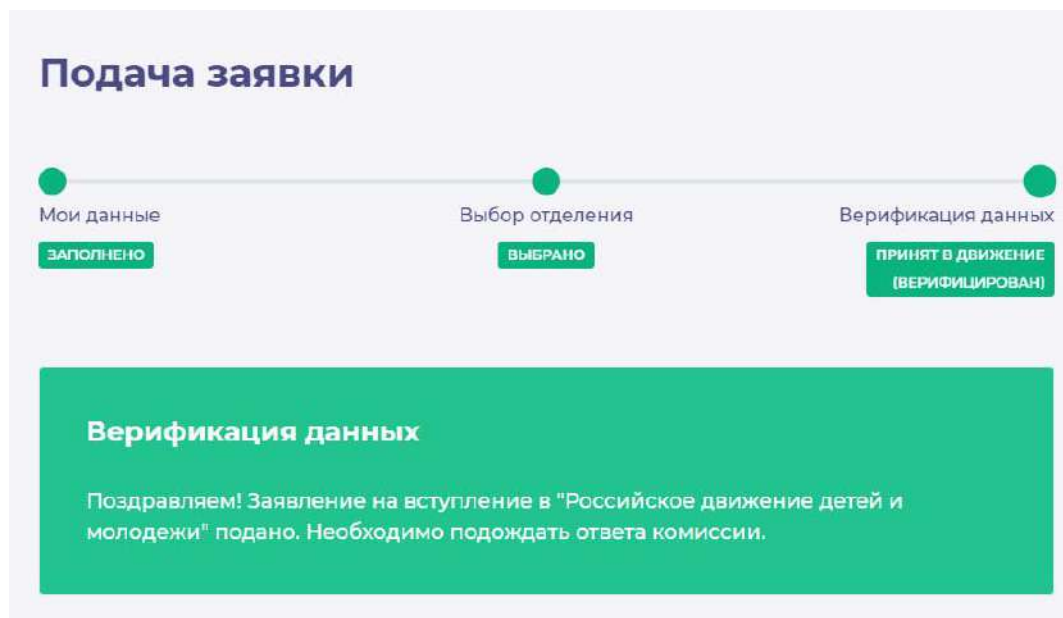 Подача заявки
Мои данные
Выбор отделения
Верификация данных
ЗАПОЛНЕНО
ВЫБРАНО
ПРИНЯТ В ДВИЖЕНИЕ
(ВЕРИФИЦИРОВАН)
Верификация данных
Поздравляем! Заявление на вступление в "Российское движение детей и
молодежи" подано. Необходимо подождать ответа комиссии.